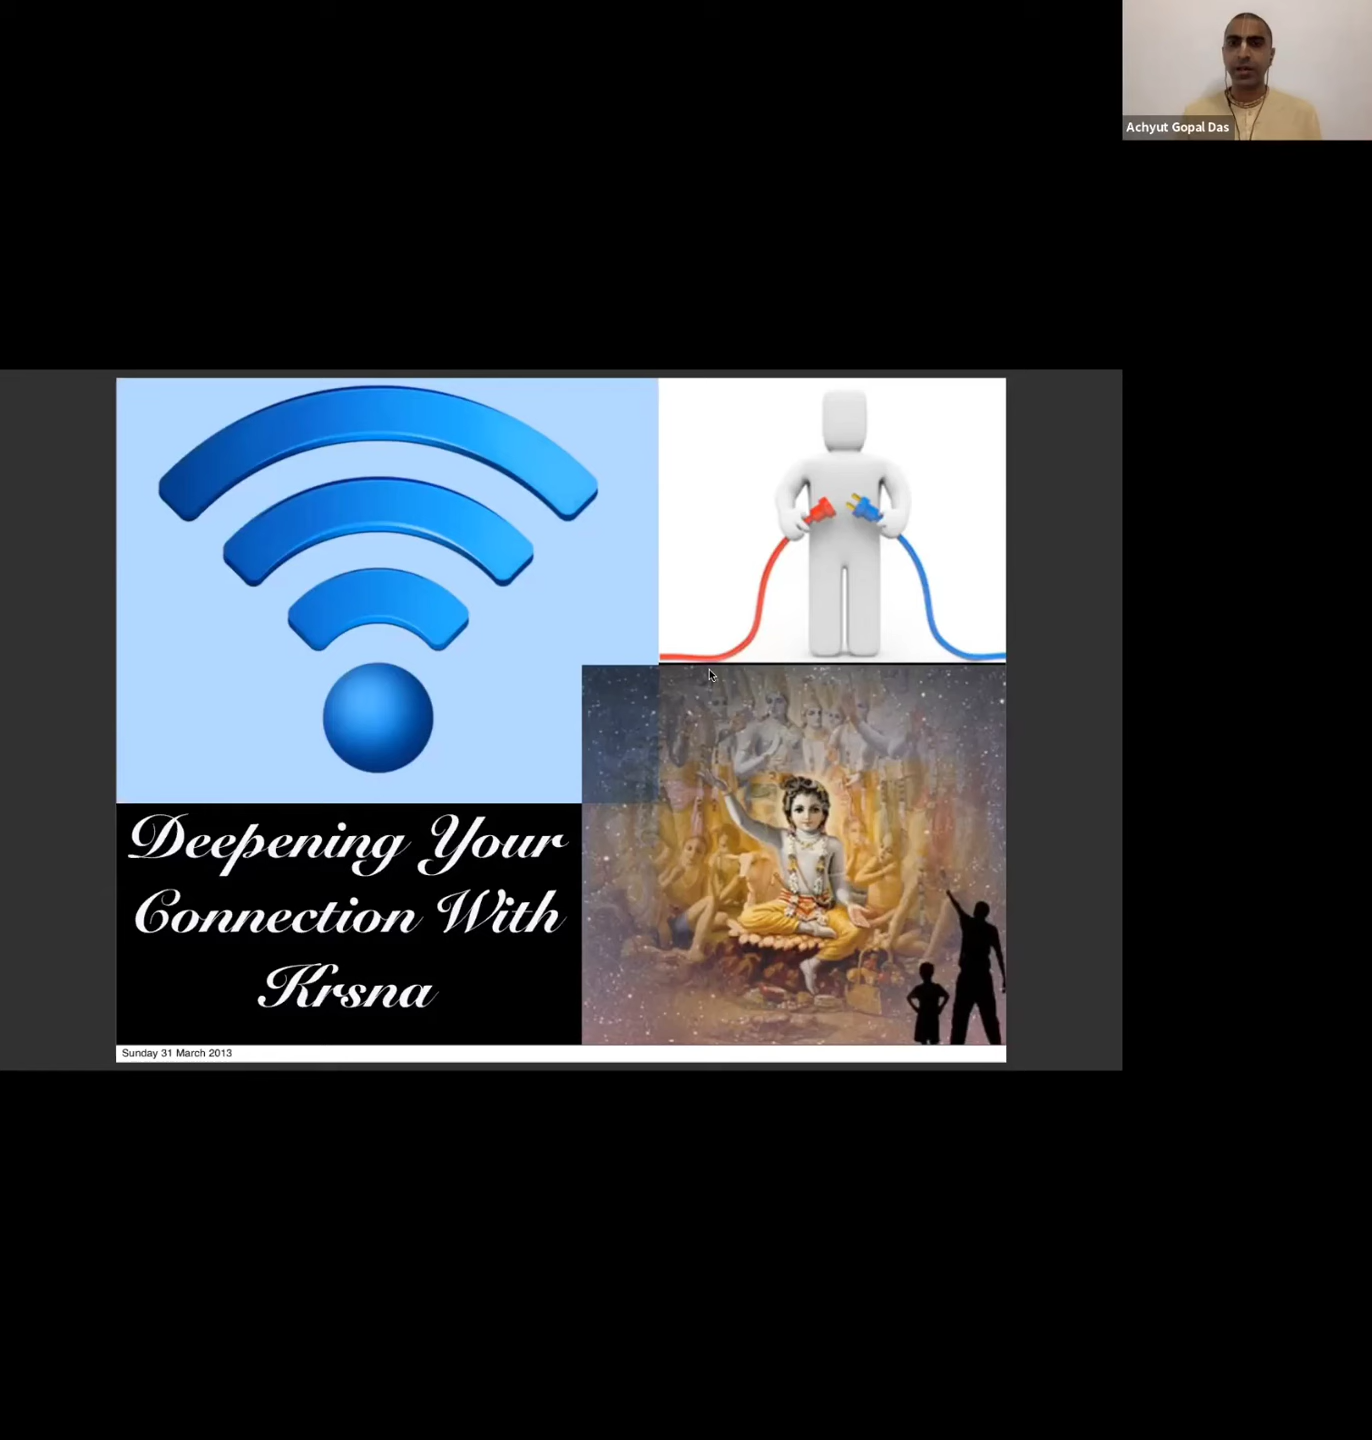 Achyut Gopal Das
Deepening Your
Connection With
Krsna
Sunday 31 March 2013